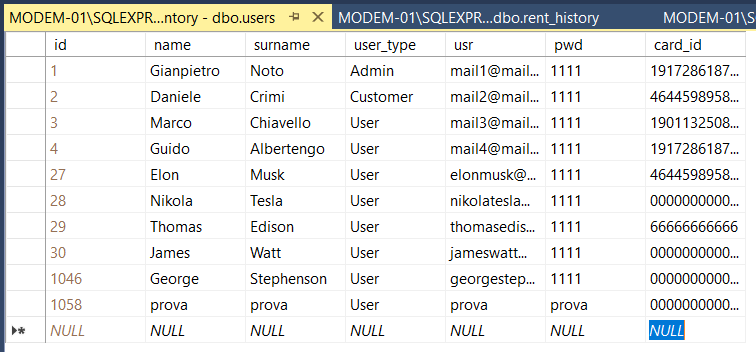 MODEM-01\SQLEXPR...ntory - dbo.users MODEM-01\SQLEXPR...dbo.rent_history MODEM-01\S
id name surname user_type usr pwd card_id
1 Gianpietro Noto Admin mail1@mail... 1111 1917286187...
2 Daniele Crimi Customer mail2@mail... 1111 4644598958...
3 Marco Chiavello User mail3@mail... 1111 1901132508...
4 Guido Albertengo User mail4@mail... 1111 1917286187...
27 Elon Musk User elonmusk@... 1111 4644598958...
28 Nikola Tesla User nikolatesla... 1111 0000000000...
29 Thomas Edison User thomasedis... 1111 66666666666
30 James Watt User jameswatt... 1111 0000000000...
1046 George Stephenson User georgestep... 1111 0000000000...
1058 prova prova User prova prova 0000000000...
NULL NULL NULL NULL NULL NULL NULL